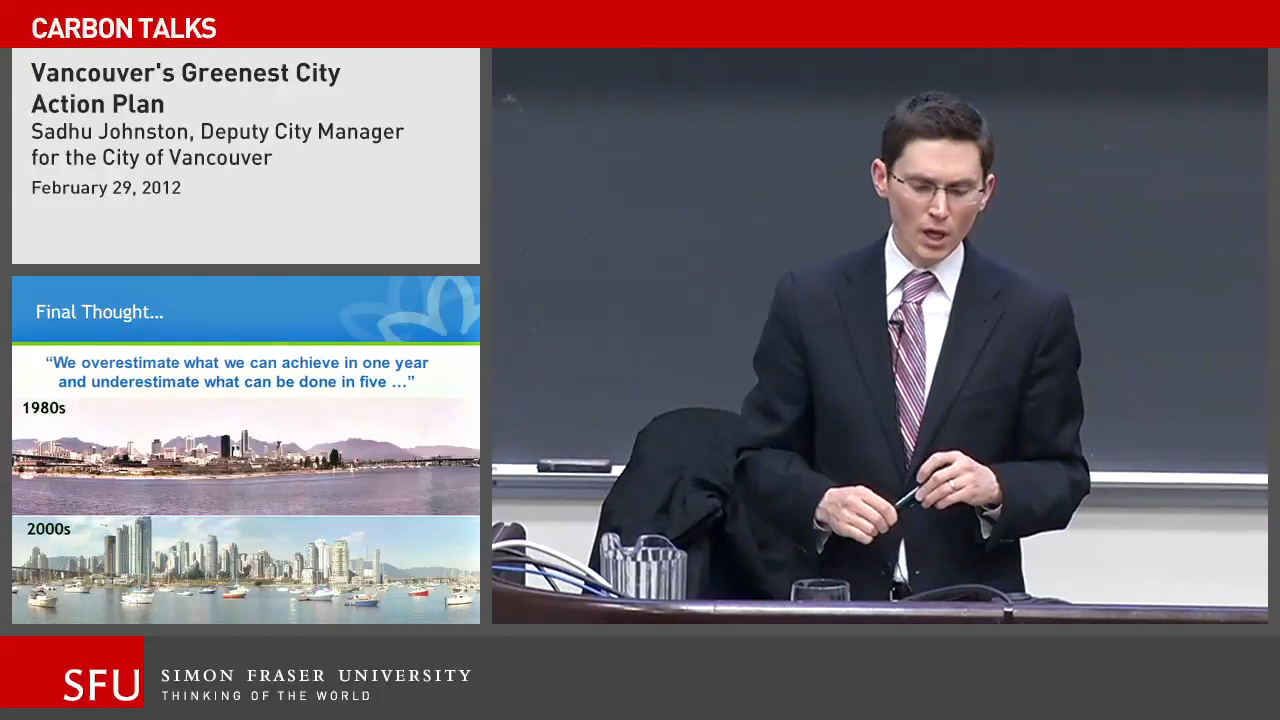 CARBON TALKS
Vancouver's Greenest City
Action Plan
Sadhu Johnston, Deputy City Manager
for the City of Vancouver
February 29, 2012
Final Thought...
“We overestimate what we can achieve in one year
and underestimate what can be done in five ...”
1980s
2000s
SFU
SIMON FRASER UNIVERSITY
THINKING OF THE WORLD